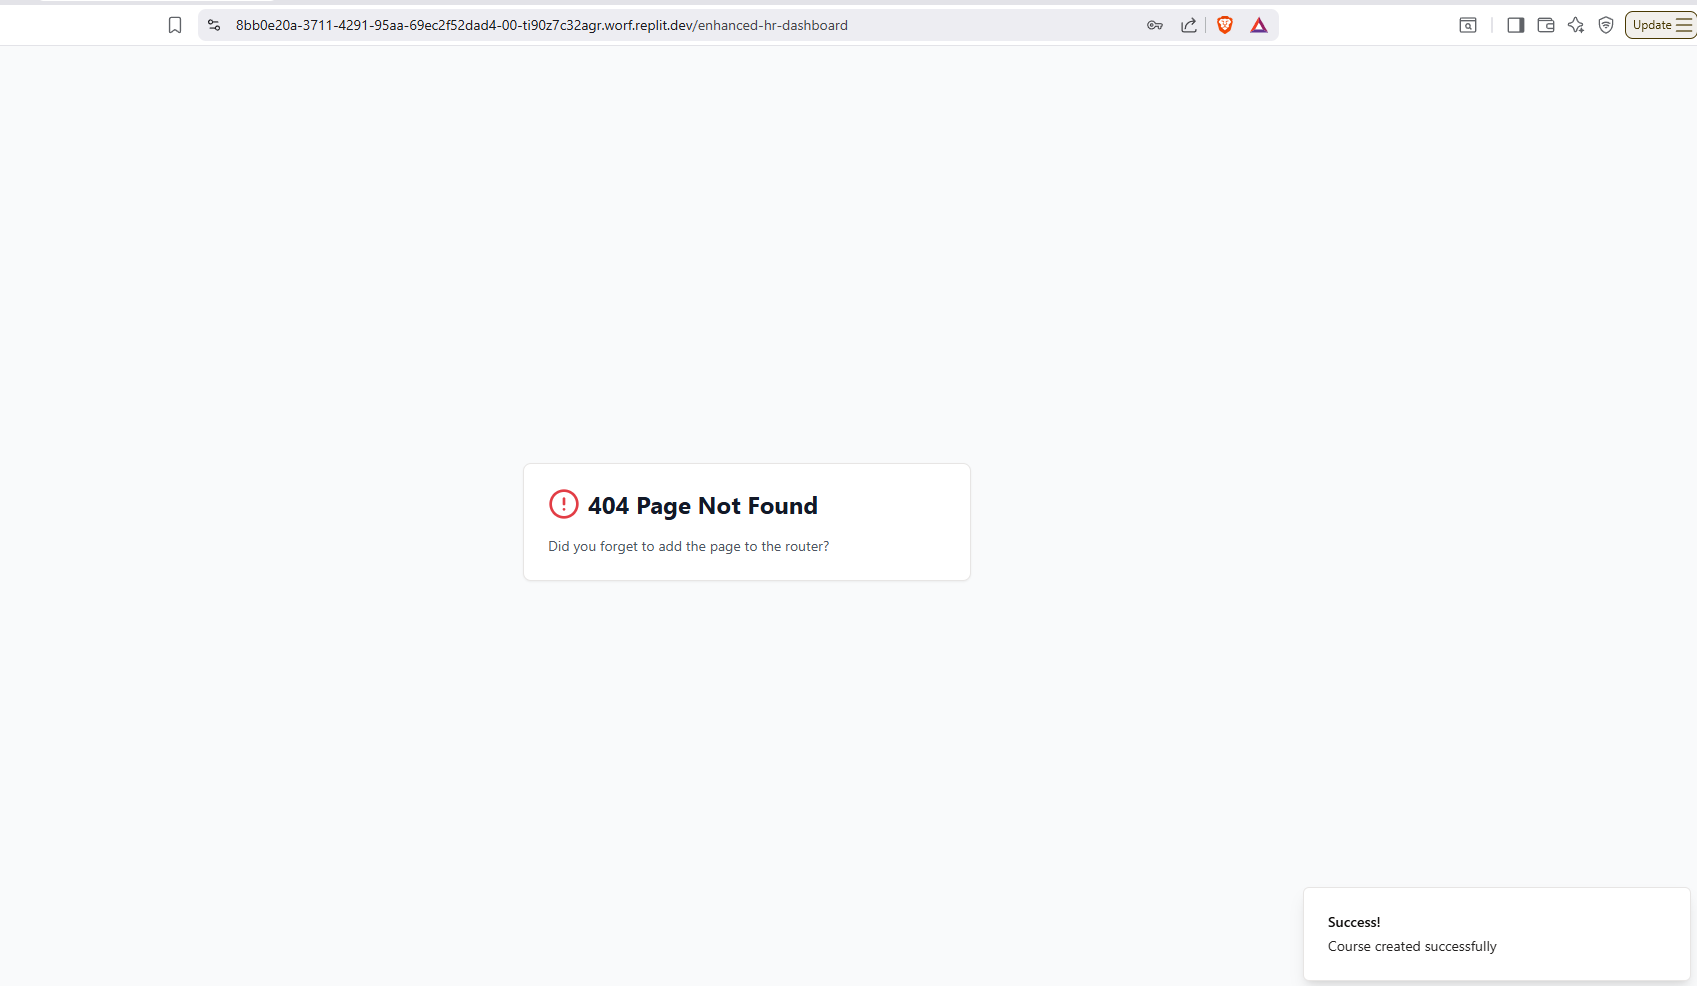 8bb0e20a-3711-4291-95aa-69ec2f52dad4-00-ti90z7c32agr.worf.replit.dev/enhanced-hr-dashboard
Update
404 Page Not Found
Did you forget to add the page to the router?
Success!
Course created successfully